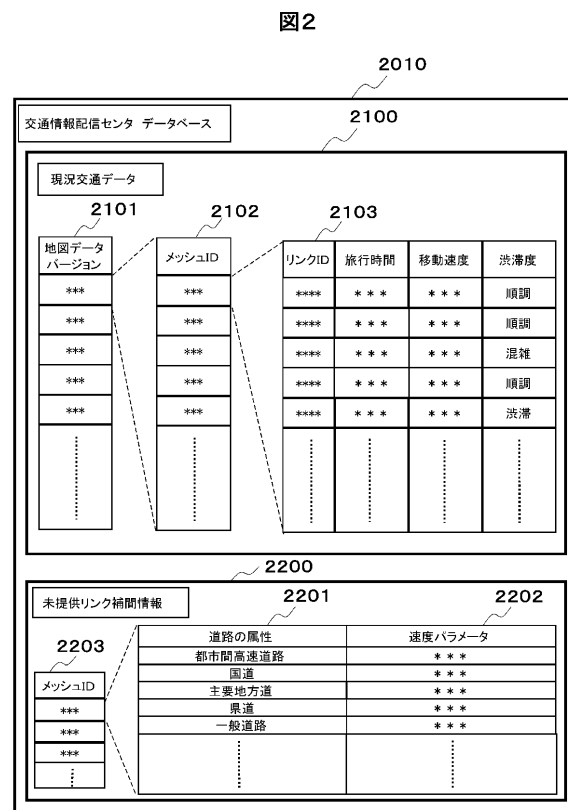 図2
2010
交通情報配信センタ データベース
2100
現況交通データ
2101
2102
2103
地図データ
バージョン
メッシュID
リンクID 旅行時間 移動速度 渋滞度
*** *** **** *** *** 順調
*** *** **** *** *** 順調
*** *** **** *** *** 混雑
*** *** **** *** *** 順調
*** *** **** *** *** 渋滞
2200
未提供リンク補間情報
2201
2202
2203
道路の属性 速度パラメータ
都市間高速道路 ***
国道 ***
主要地方道 ***
県道 ***
一般道路 ***
メッシュID
***
***
***